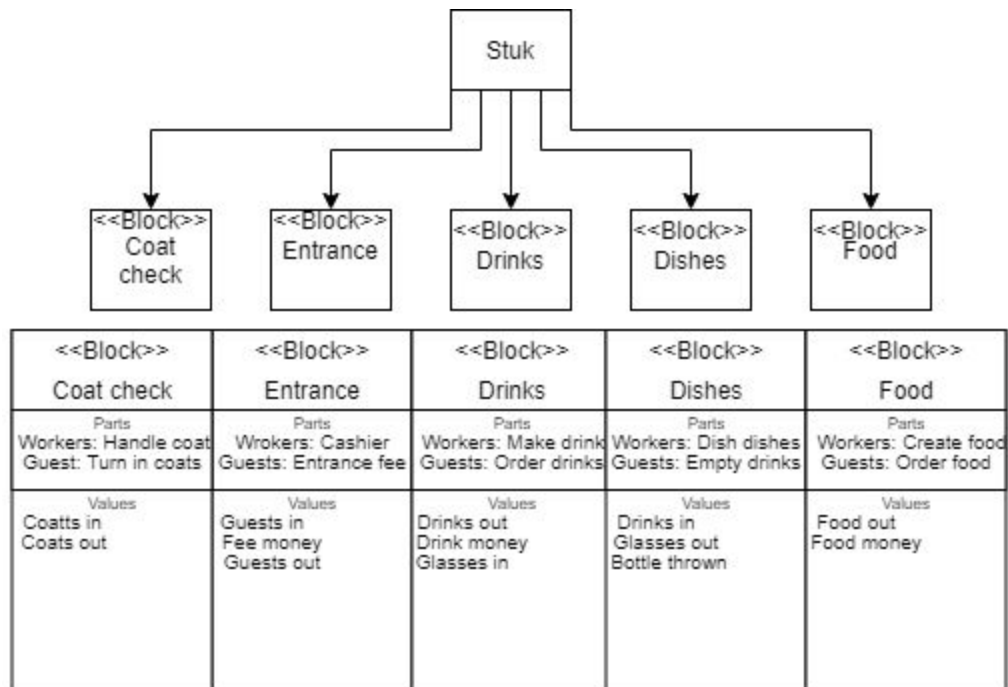 Stuk
<<Block>>
Coat
check
<<Block>>
Entrance
<<Block>>
Drinks
<<Block>>
Dishes
<<Block>>
Food
<<Block>>
Coat check
<<Block>>
Entrance
<<Block>>
Drinks
<<Block>>
Dishes
<<Block>>
Food
Parts
Workers: Handle coat
Guest: Turn in coats
Parts
Wrokers: Cashier
Guests: Entrance fee
Parts
Workers: Make drink
Guests: Order drinks
Parts
Workers: Dish dishes
Guests: Empty drinks
Parts
Workers: Create food
Guests: Order food
Values
Coatts in
Coats out
Values
Guests in
Fee money
Guests out
Values
Drinks out
Drink money
Glasses in
Values
Drinks in
Glasses out
Bottle thrown
Values
Food out
Food money